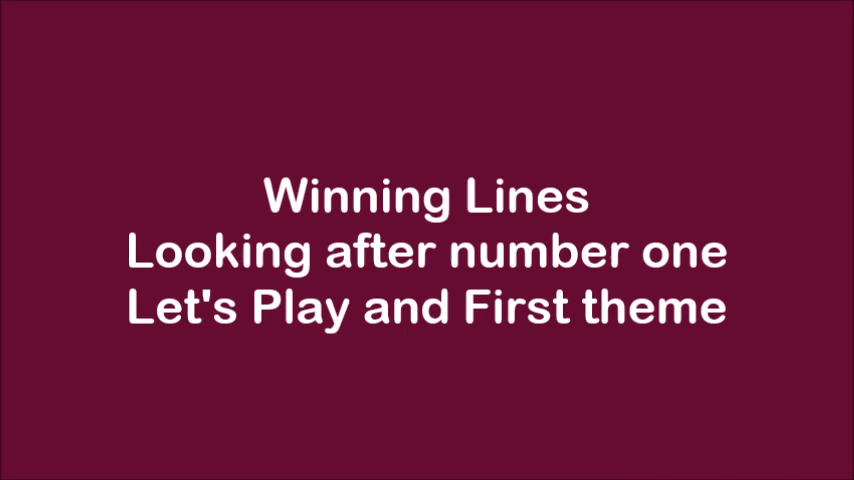 Winning Lines
Looking after number one
Let's Play and First theme